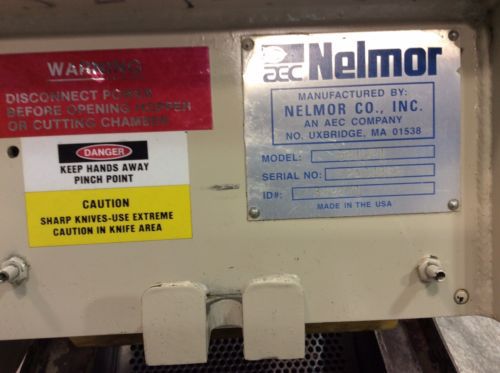 WARNING
DISCONNECT POWER
BEFORE OPENING HOPPER
OR CUTTING CHAMBER
DANGER
KEEP HANDS AWAY
PINCH POINT
CAUTION
SHARP KNIVES-USE EXTREME
CAUTION IN KNIFE AREA
aec Nelmor
MANUFACTURED BY:
NELMOR CO., INC.
AN AEC COMPANY
NO. UXBRIDGE, MA 01538
MODEL:
SERIAL NO:
ID#:
MADE IN THE USA